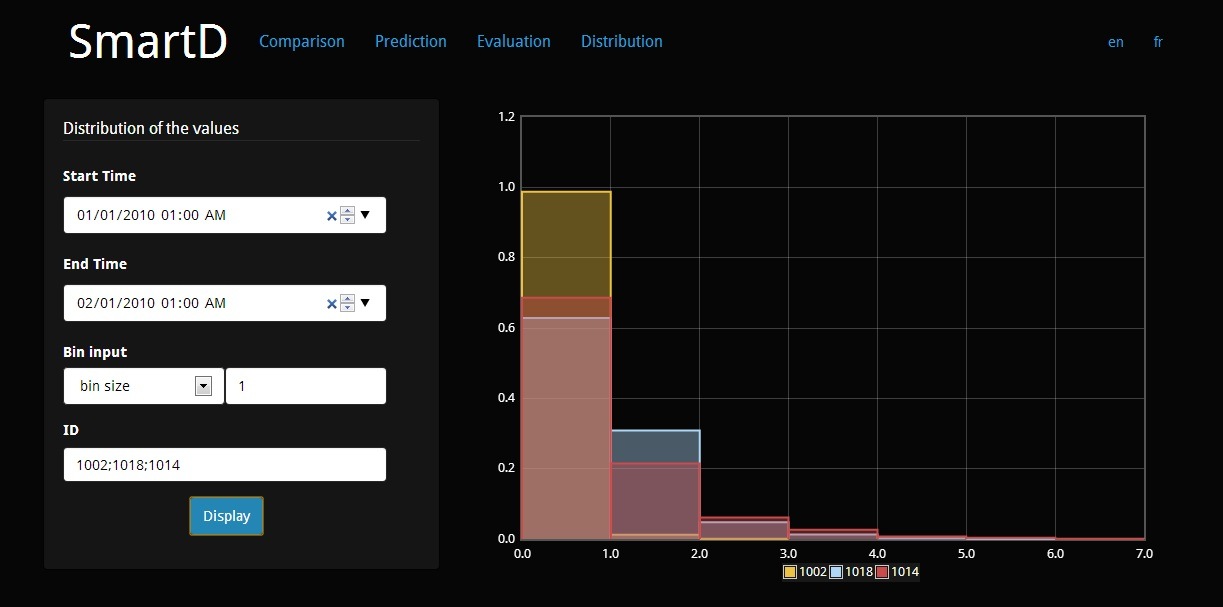 SmartD Comparison Prediction Evaluation Distribution en fr
Distribution of the values
Start Time
01/01/2010 01:00 AM
End Time
02/01/2010 01:00 AM
Bin input
bin size 1
ID
1002;1018;1014
Display
1.2
1.0
0.8
0.6
0.4
0.2
0.0
0.0 1.0 2.0 3.0 4.0 5.0 6.0 7.0
1002 1018 1014